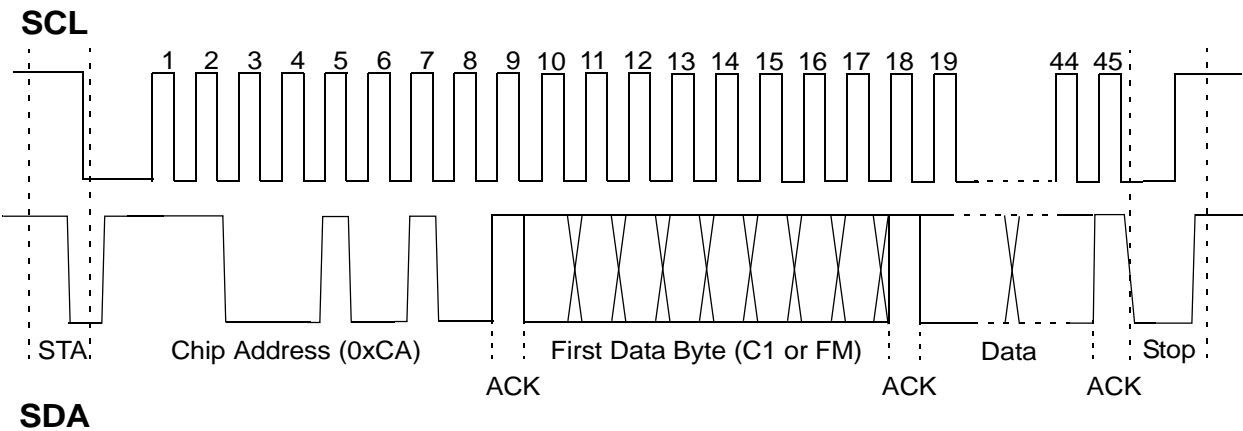 SCL
1 2 3 4 5 6 7 8 9 10 11 12 13 14 15 16 17 18 19 44 45
STA Chip Address (0xCA) First Data Byte (C1 or FM) Data Stop
ACK ACK ACK
SDA